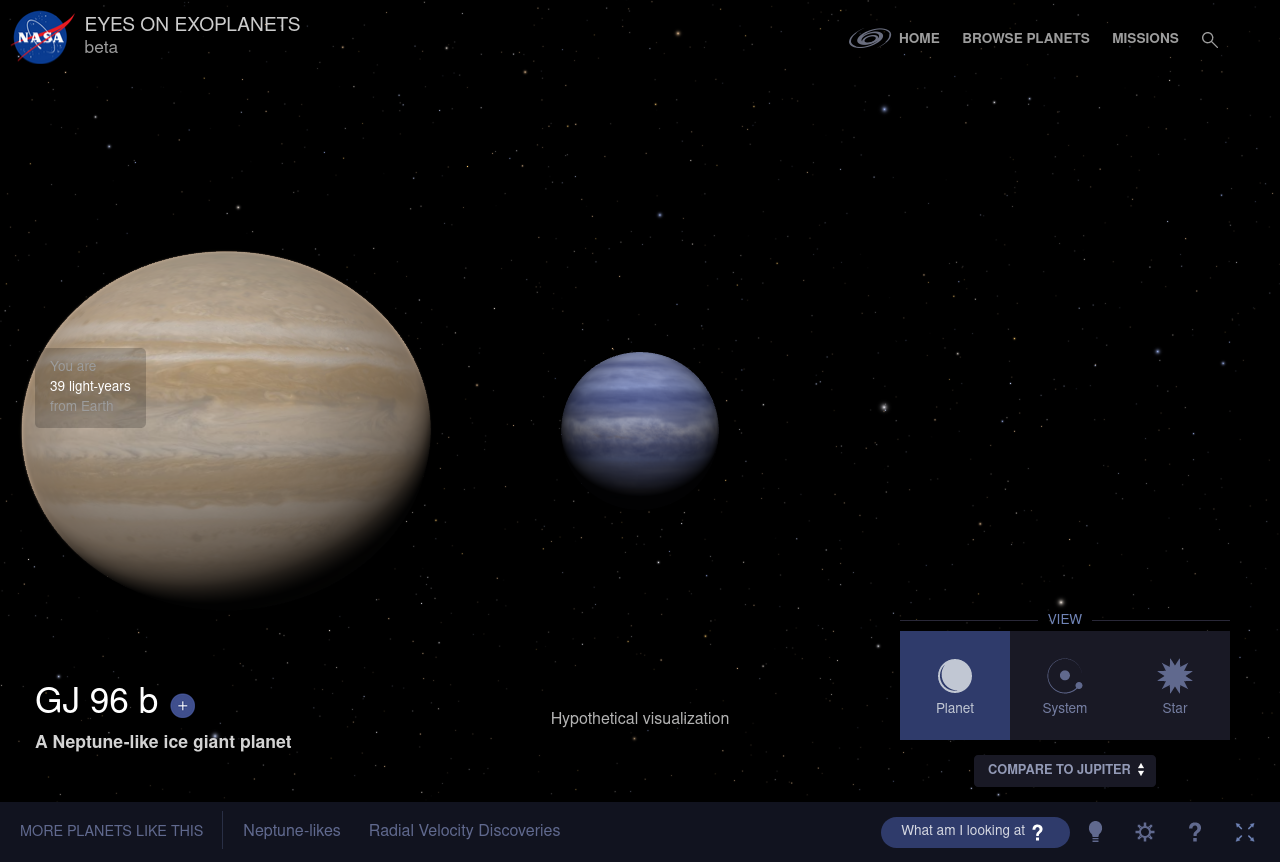 NASA
EYES ON EXOPLANETS
beta
HOME
BROWSE PLANETS
MISSIONS
You are
39 light-years
from Earth
GJ 96 b +
A Neptune-like ice giant planet
Hypothetical visualization
VIEW
Planet
System
Star
COMPARE TO JUPITER
MORE PLANETS LIKE THIS
Neptune-likes
Radial Velocity Discoveries
What am I looking at ?
?